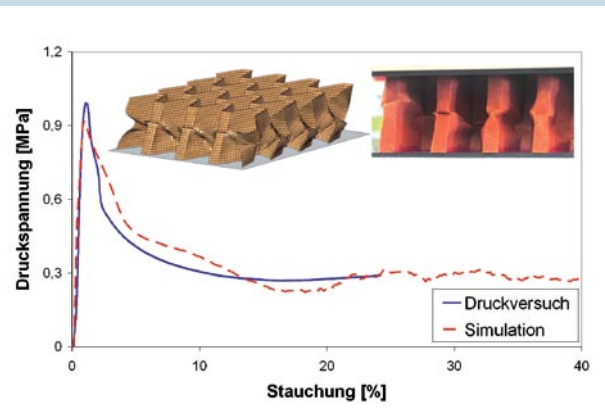 1,2
0,9
0,6
0,3
0
Druckspannung [MPa]
Druckversuch
Simulation
0
10
20
30
40
Stauchung [%]